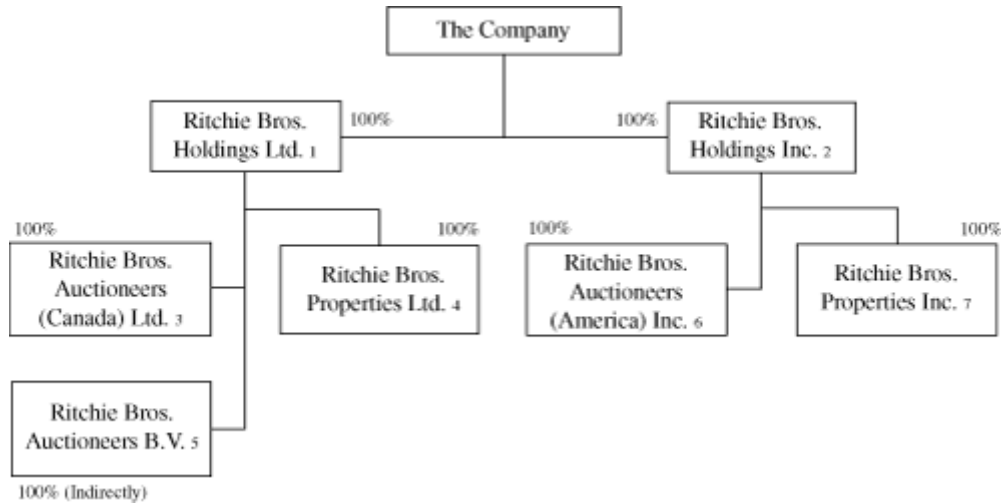 The Company
100%
100%
Ritchie Bros.
Holdings Ltd. 1
Ritchie Bros.
Holdings Inc. 2
100%
100%
100%
100%
Ritchie Bros.
Auctioneers
(Canada) Ltd. 3
Ritchie Bros.
Properties Ltd. 4
Ritchie Bros.
Auctioneers
(America) Inc. 6
Ritchie Bros.
Properties Inc. 7
Ritchie Bros.
Auctioneers B.V. 5
100% (Indirectly)